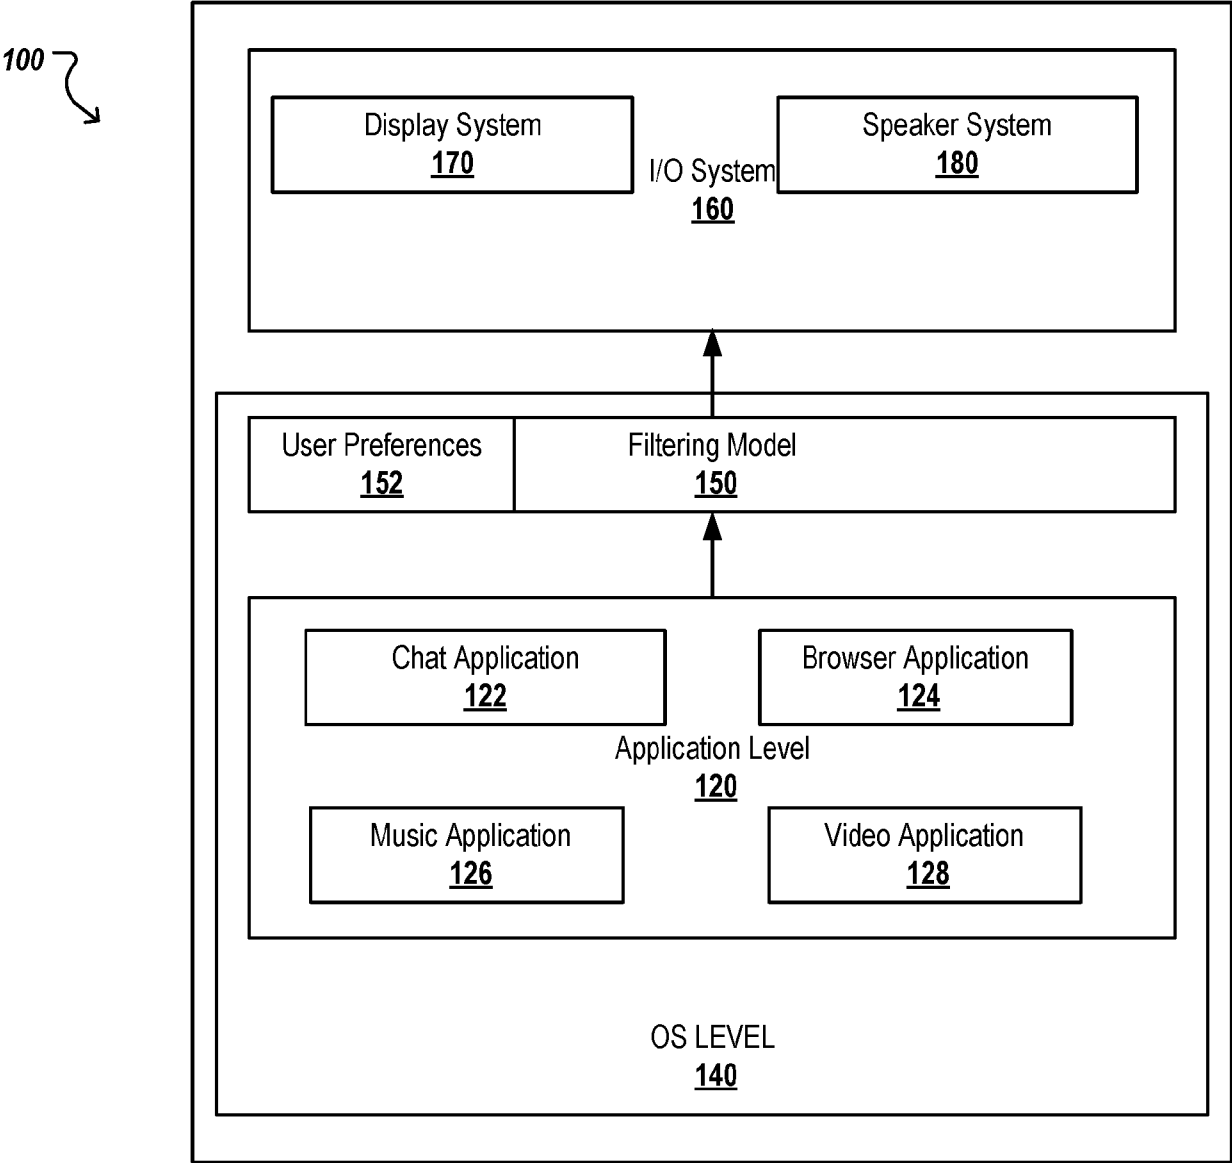 100
Display System
170
Speaker System
180
I/O System
160
User Preferences
152
Filtering Model
150
Chat Application
122
Browser Application
124
Application Level
120
Music Application
126
Video Application
128
OS LEVEL
140